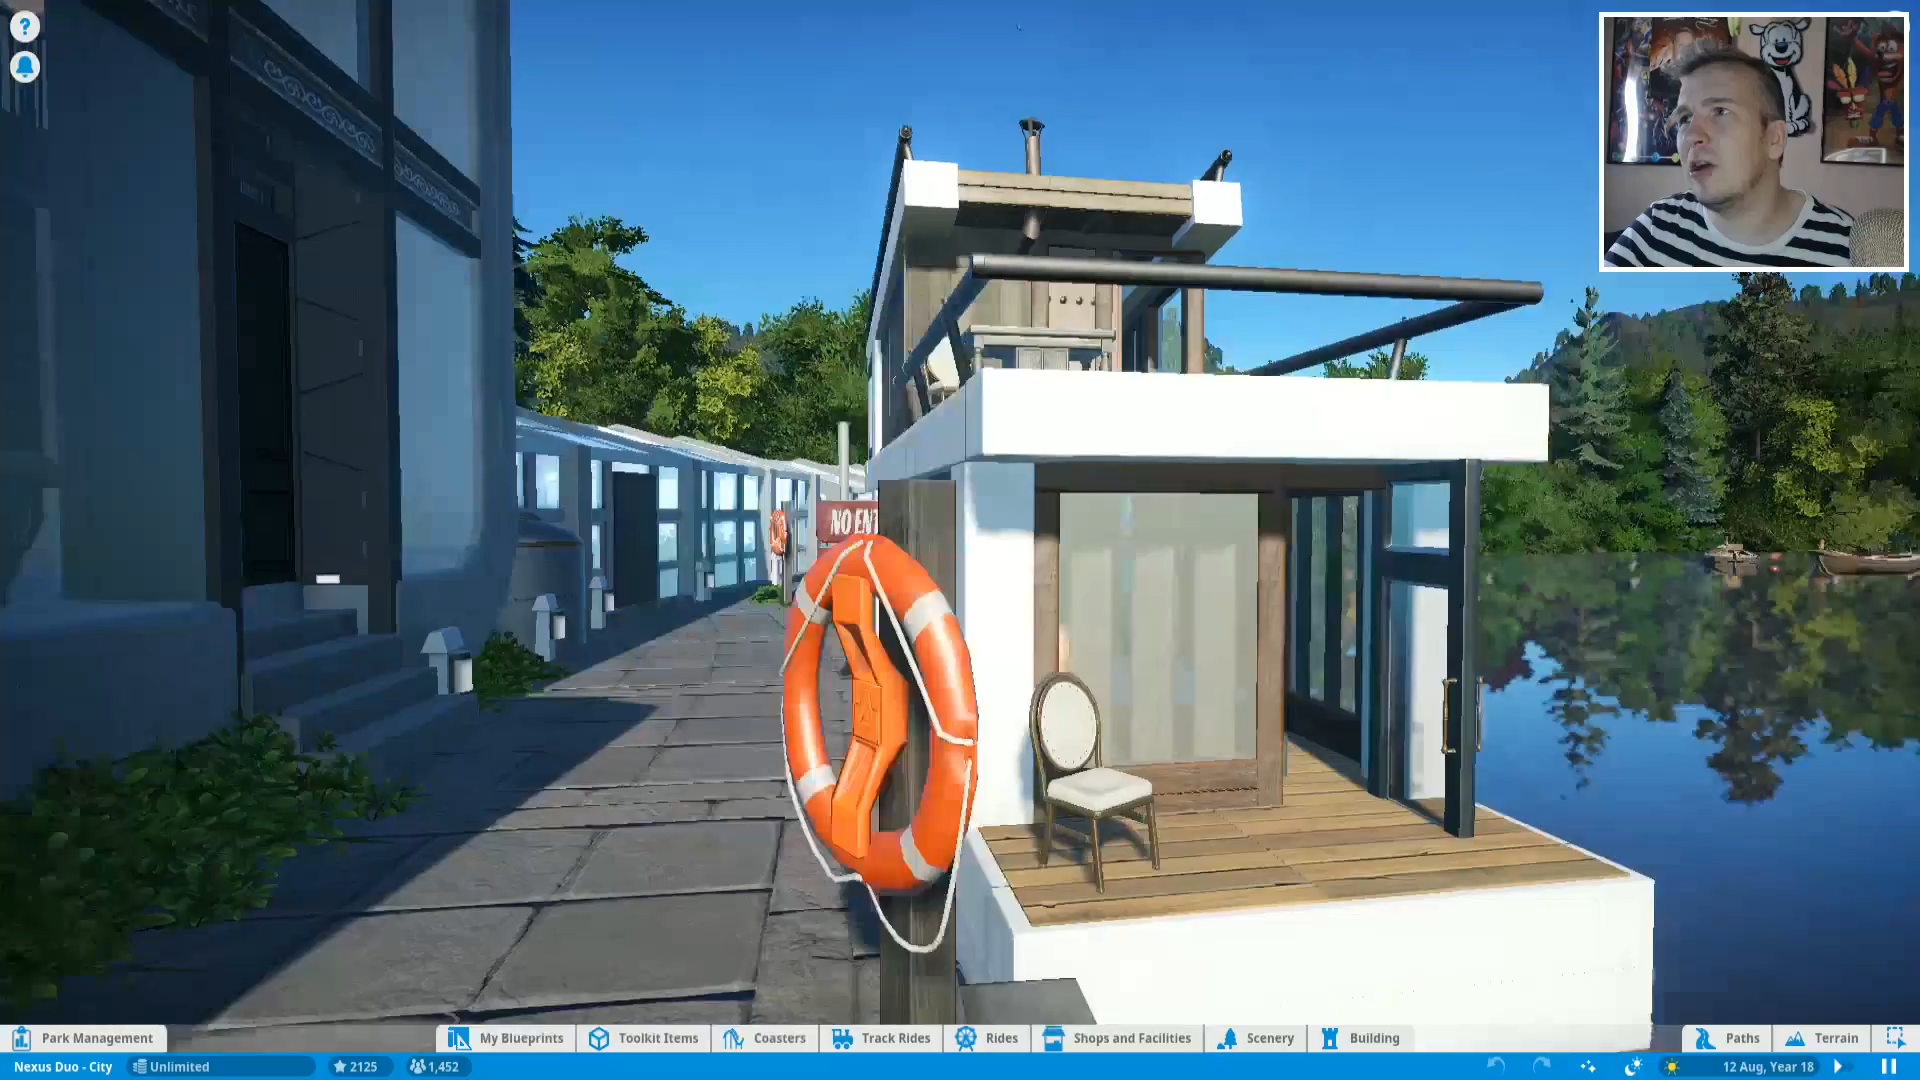 NO ENT
Park Management
My Blueprints
Toolkit Items
Coasters
Track Rides
Rides
Shops and Facilities
Scenery
Building
Paths
Terrain
Nexus Duo - City
Unlimited
2125
1,452
12 Aug, Year 18